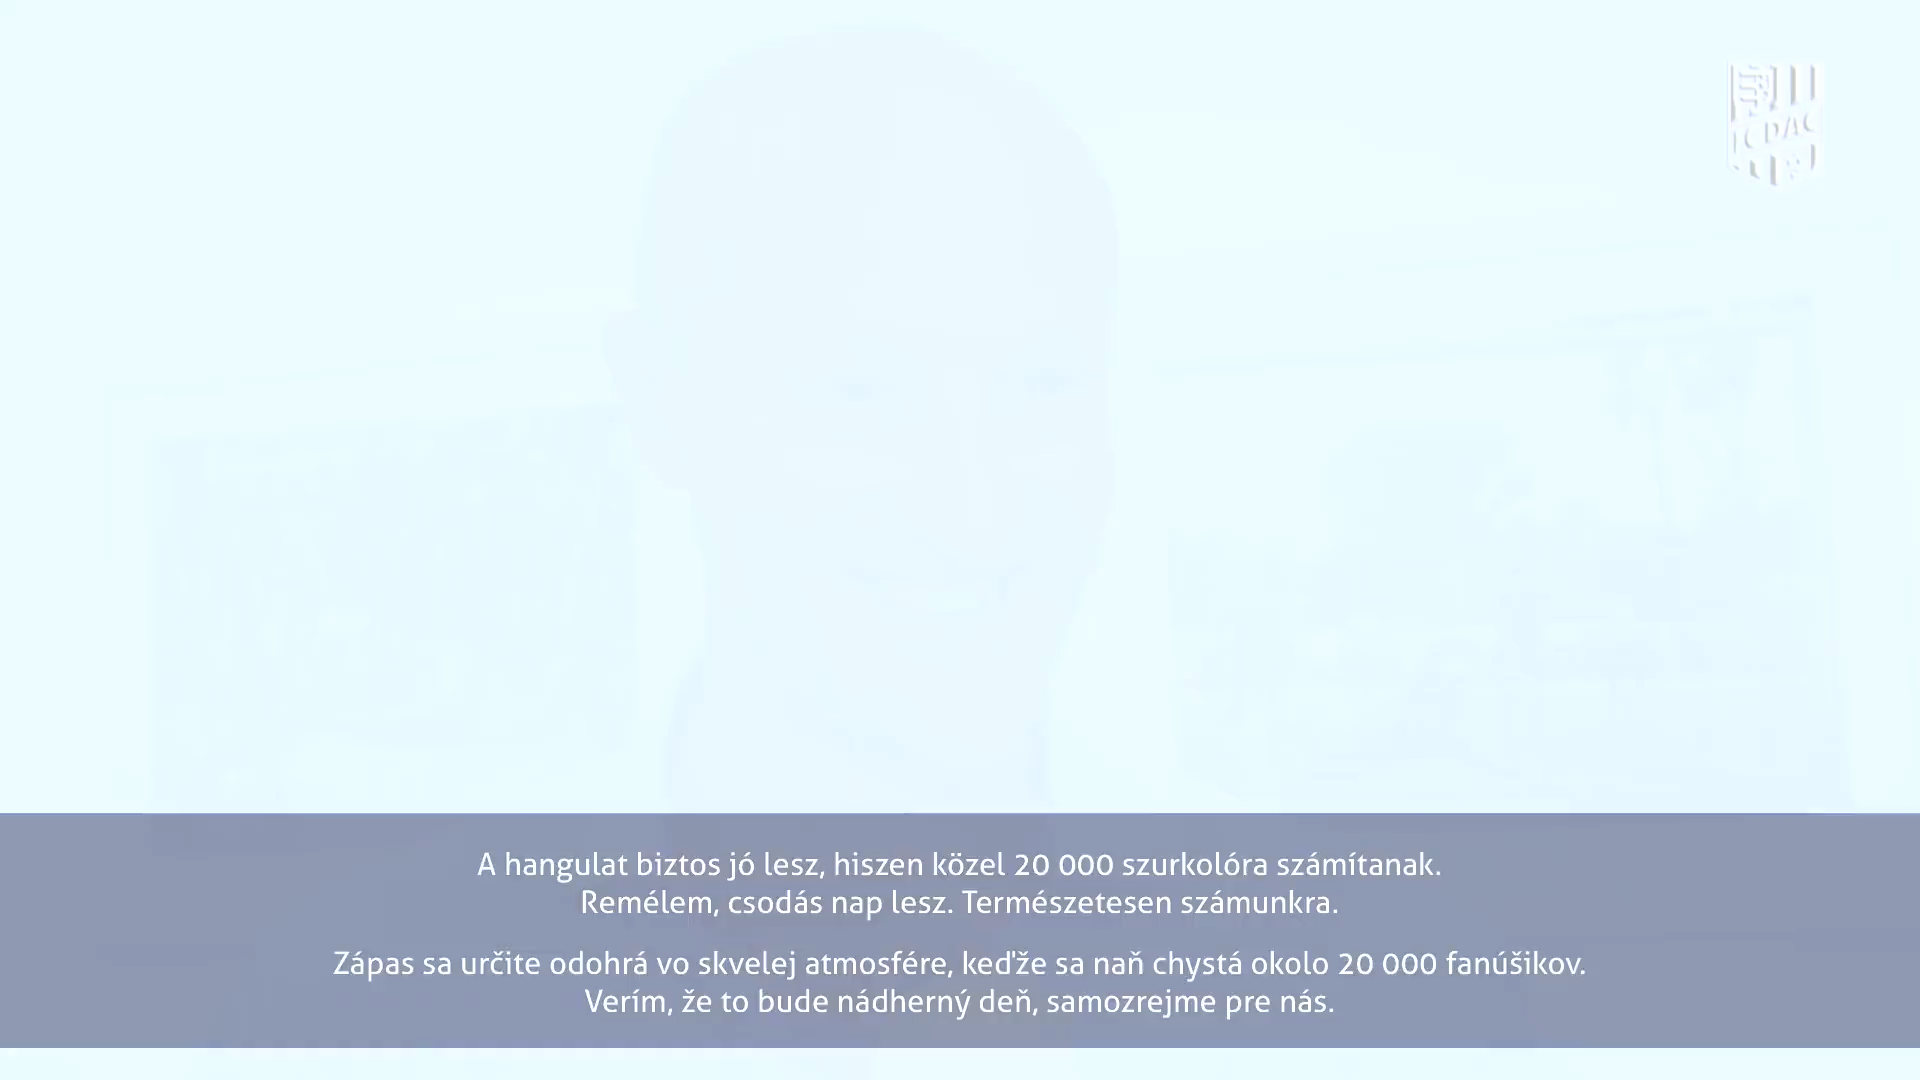 FC DAC
A hangulat biztos jó lesz, hiszen közel 20 000 szurkolóra számítanak.
Remélem, csodás nap lesz. Természetesen számunkra.
Zápas sa určite odohrá vo skvelej atmosfére, keďže sa naň chystá okolo 20 000 fanúšikov.
Verím, že to bude nádherný deň, samozrejme pre nás.